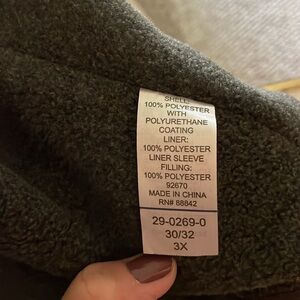 SHELL:
100% POLYESTER
WITH
POLYURETHANE
COATING
LINER:
100% POLYESTER
LINER SLEEVE
FILLING:
100% POLYESTER
92670
MADE IN CHINA
RN# 88842
29-0269-0
30/32
3X